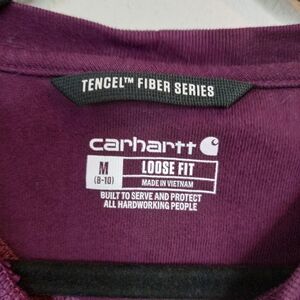 TENCEL™ FIBER SERIES
carhartt
M
(8-10)
LOOSE FIT
MADE IN VIETNAM
BUILT TO SERVE AND PROTECT
ALL HARDWORKING PEOPLE